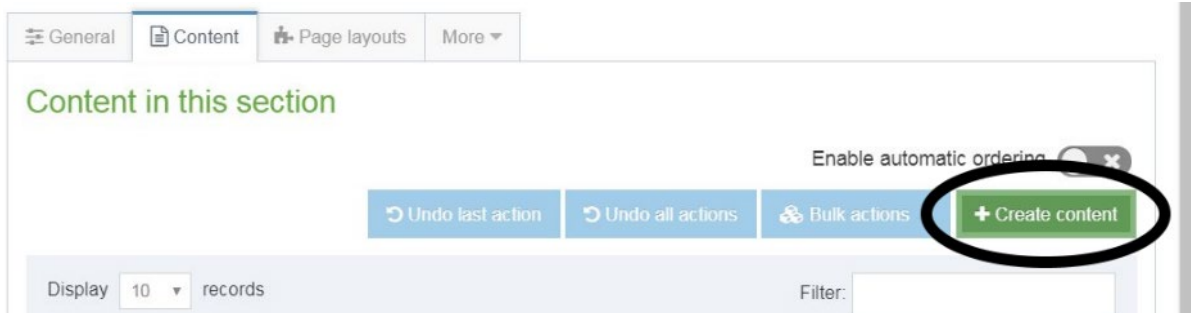 General Content Page layouts More
Content in this section
Enable automatic ordering
Undo last action Undo all actions Bulk actions + Create content
Display 10 records Filter: